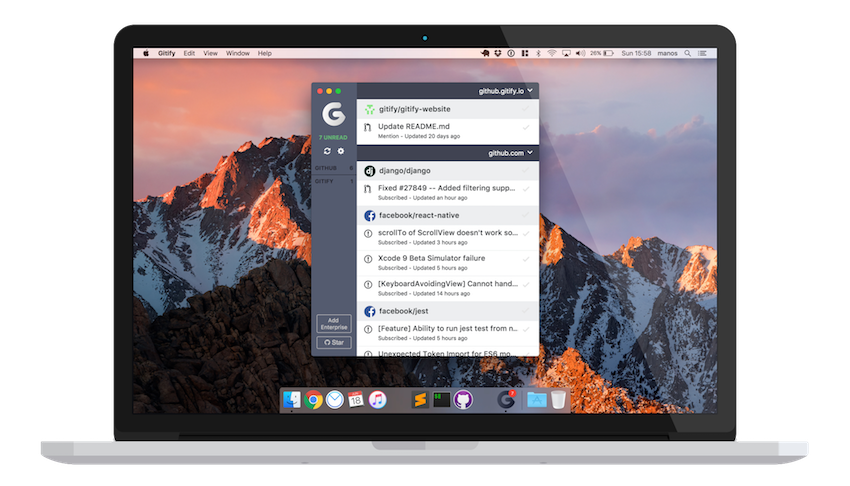 Gitify Edit View Window Help
26% Sun 15:58 manos
github.gitify.io
7 UNREAD
GITHUB 6
GITIFY 1
gitify/gitify-website
Update README.md
Mention - Updated 20 days ago
github.com
dj django/django
Fixed #27849 -- Added filtering supp...
Subscribed - Updated an hour ago
facebook/react-native
scrollTo of ScrollView doesn't work so...
Subscribed - Updated 3 hours ago
Xcode 9 Beta Simulator failure
Subscribed - Updated 5 hours ago
[KeyboardAvoidingView] Cannot hand...
Subscribed - Updated 14 hours ago
facebook/jest
[Feature] Ability to run jest test from n...
Subscribed - Updated 5 hours ago
Unexpected Token Import for ES6 mo...
Add
Enterprise
Star
18